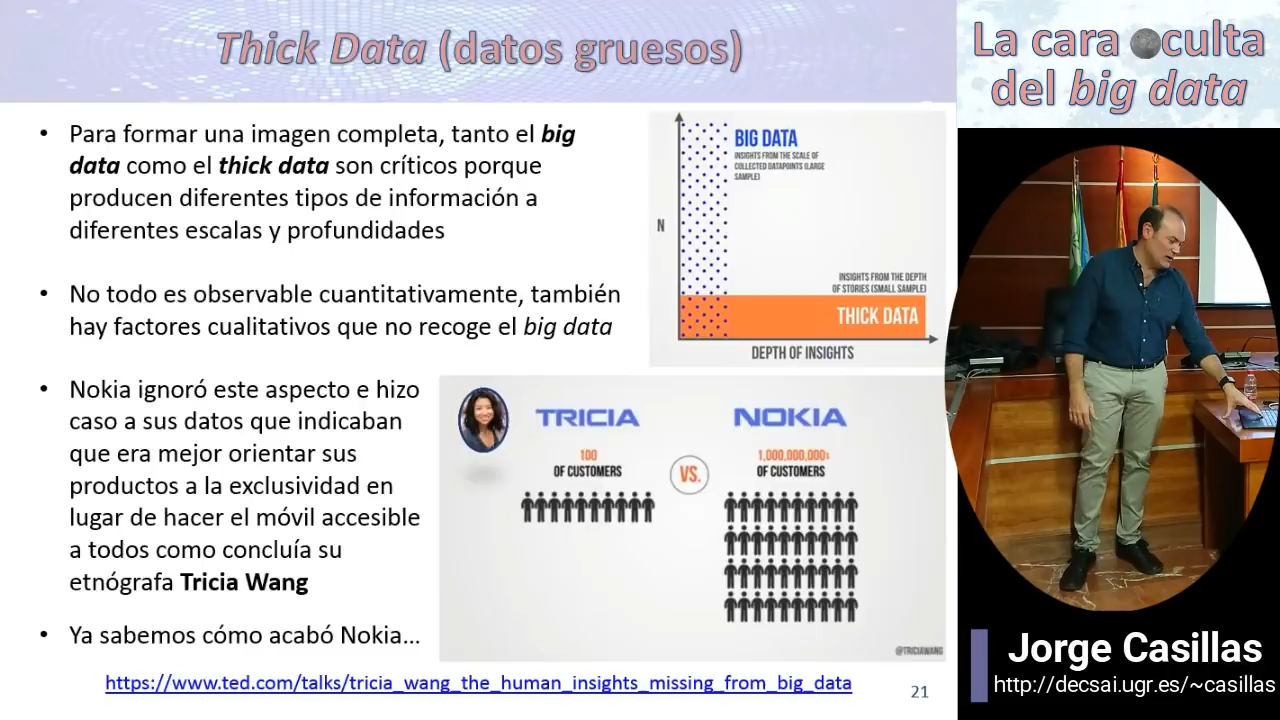 Thick Data (datos gruesos)
• Para formar una imagen completa, tanto el big
data como el thick data son críticos porque
producen diferentes tipos de información a
diferentes escalas y profundidades
• No todo es observable cuantitativamente, también
hay factores cualitativos que no recoge el big data
• Nokia ignoró este aspecto e hizo
caso a sus datos que indicaban
que era mejor orientar sus
productos a la exclusividad en
lugar de hacer el móvil accesible
a todos como concluía su
etnógrafa Tricia Wang
• Ya sabemos cómo acabó Nokia...
BIG DATA
INSIGHTS FROM THE SCALE OF
COLLECTED DATAPOINTS (LARGE
SAMPLE)
N
INSIGHTS FROM THE DEPTH
OF STORIES (SMALL SAMPLE)
THICK DATA
DEPTH OF INSIGHTS
TRICIA
100
OF CUSTOMERS
VS.
NOKIA
1,000,000,000s
OF CUSTOMERS
@TRICIAWANG
https://www.ted.com/talks/tricia_wang_the_human_insights_missing_from_big_data
21
La cara oculta
del big data
Jorge Casillas
http://decsai.ugr.es/~casillas